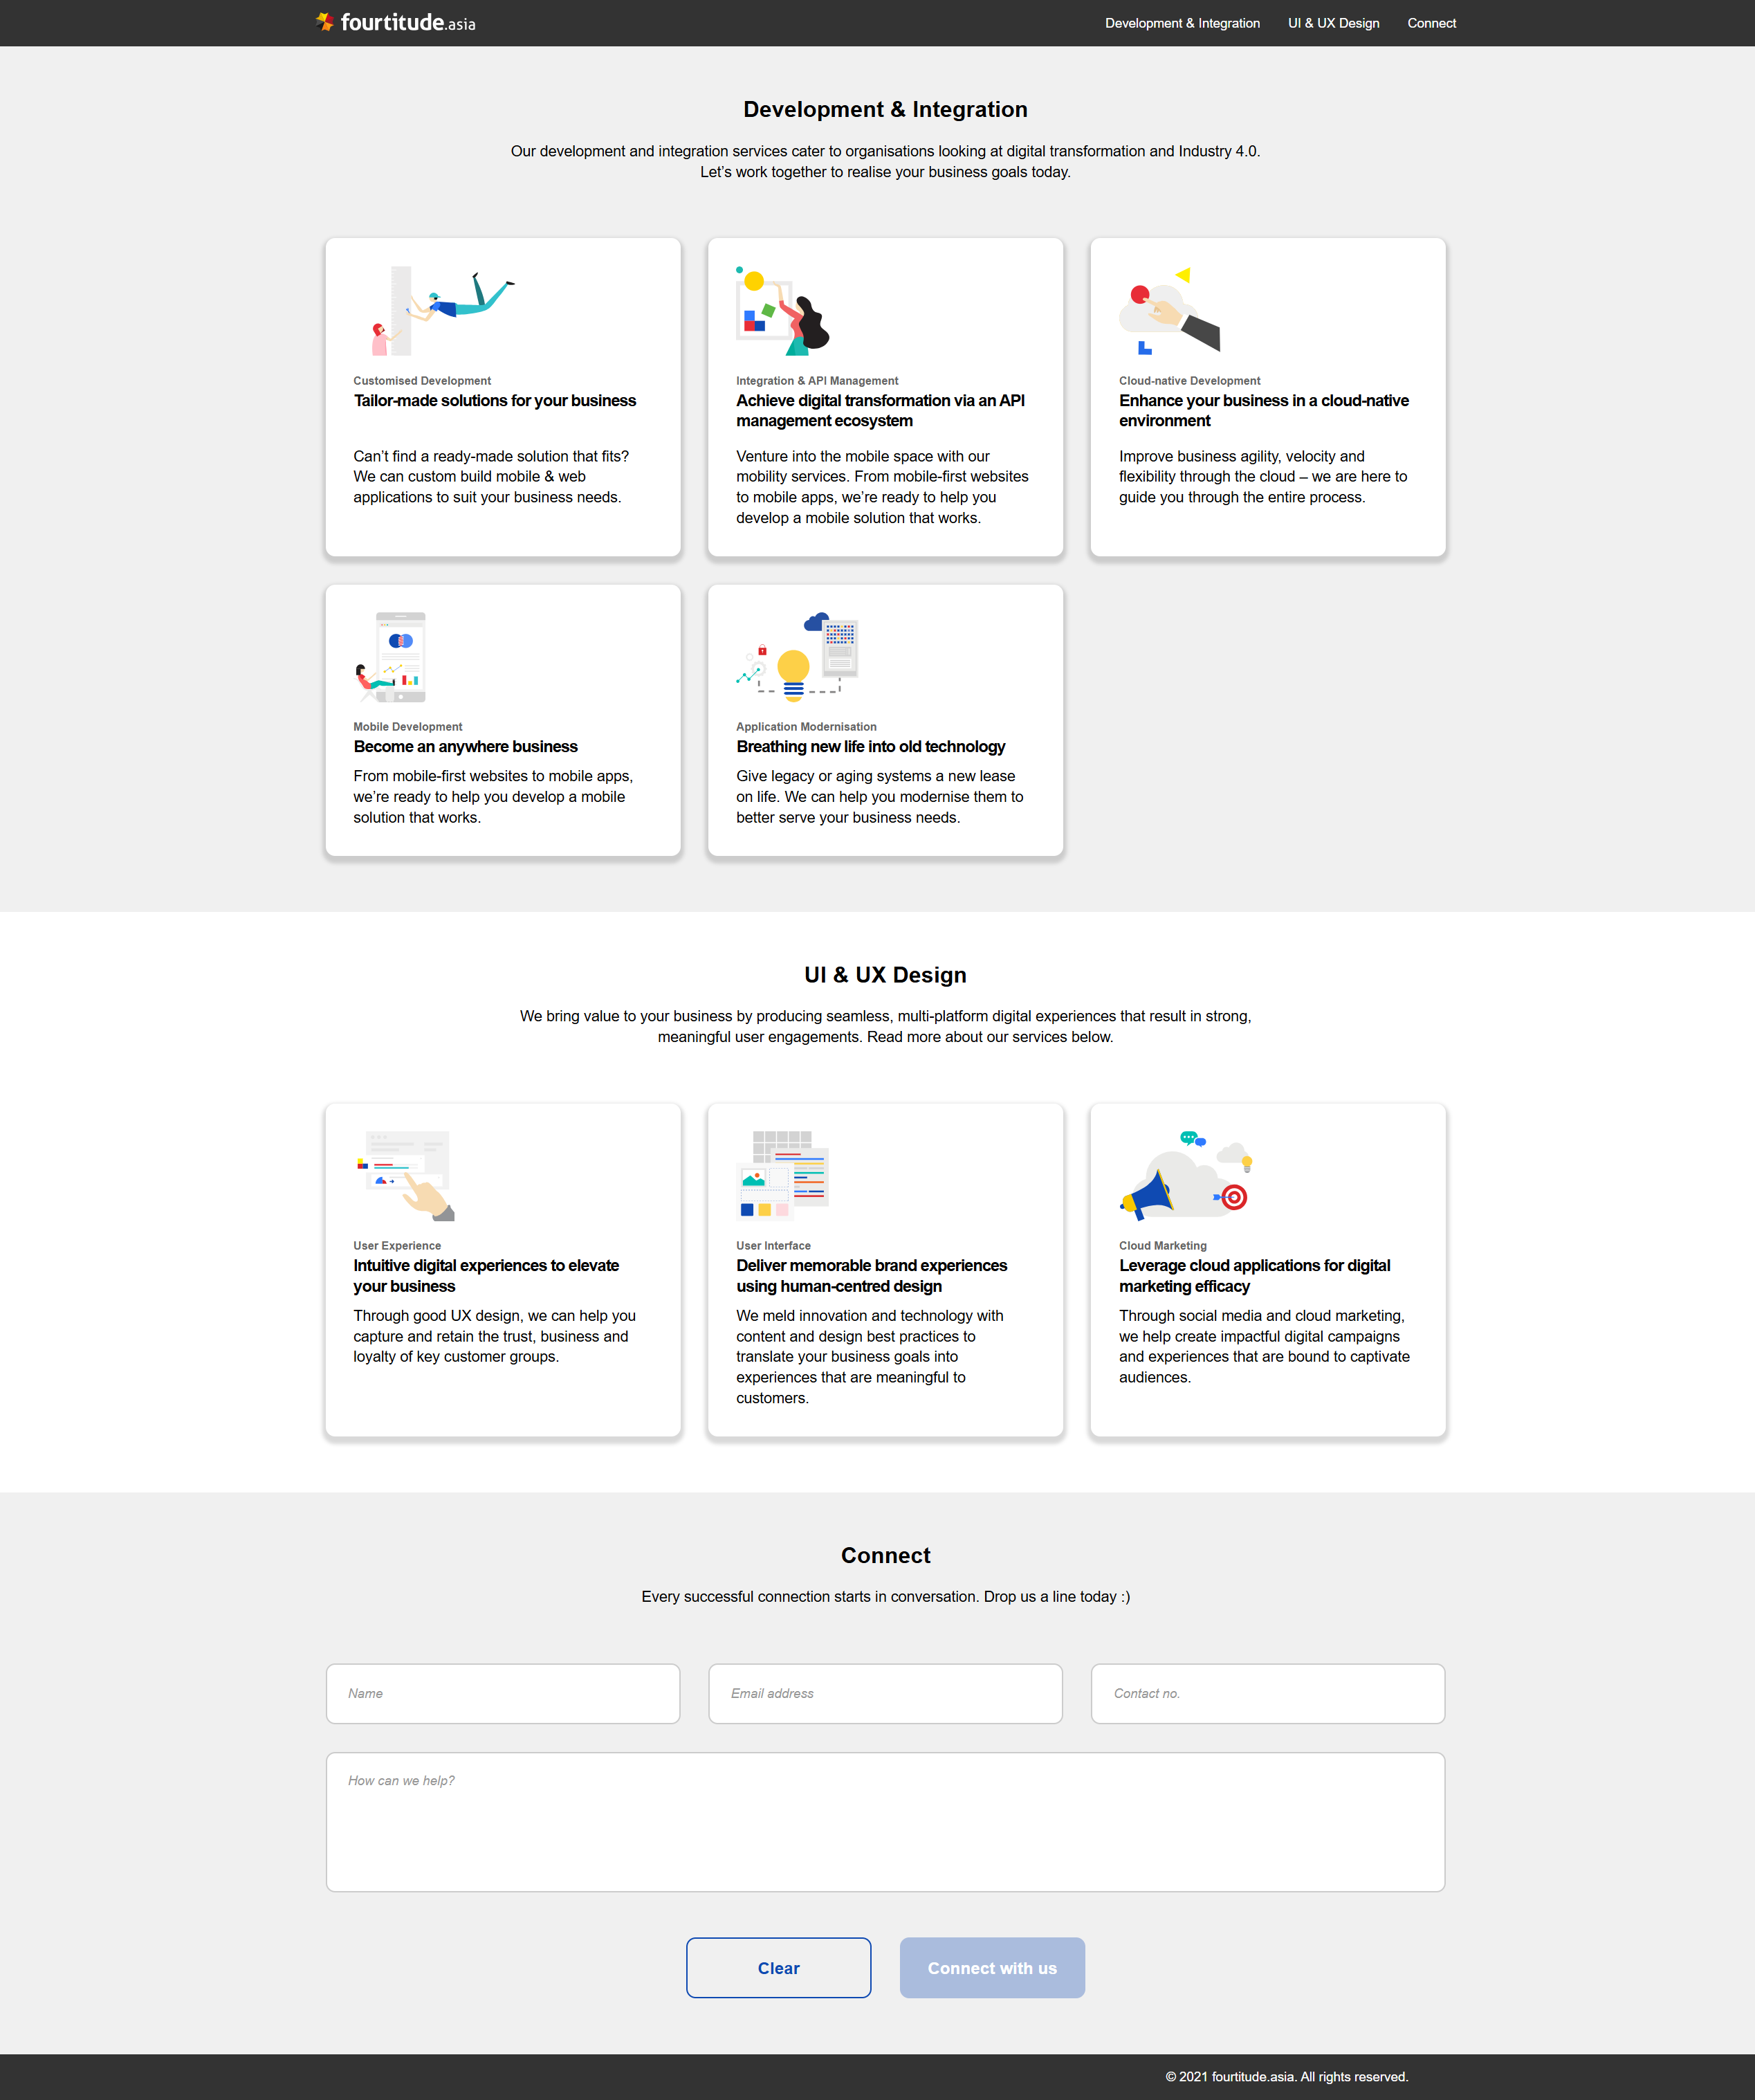 fourtitude.asia
Development & Integration
UI & UX Design
Connect
Development & Integration
Our development and integration services cater to organisations looking at digital transformation and Industry 4.0.
Let’s work together to realise your business goals today.
Customised Development
Tailor-made solutions for your business
Can’t find a ready-made solution that fits?
We can custom build mobile & web
applications to suit your business needs.
Integration & API Management
Achieve digital transformation via an API
management ecosystem
Venture into the mobile space with our
mobility services. From mobile-first websites
to mobile apps, we’re ready to help you
develop a mobile solution that works.
Cloud-native Development
Enhance your business in a cloud-native
environment
Improve business agility, velocity and
flexibility through the cloud – we are here to
guide you through the entire process.
Mobile Development
Become an anywhere business
From mobile-first websites to mobile apps,
we’re ready to help you develop a mobile
solution that works.
Application Modernisation
Breathing new life into old technology
Give legacy or aging systems a new lease
on life. We can help you modernise them to
better serve your business needs.
UI & UX Design
We bring value to your business by producing seamless, multi-platform digital experiences that result in strong,
meaningful user engagements. Read more about our services below.
User Experience
Intuitive digital experiences to elevate
your business
Through good UX design, we can help you
capture and retain the trust, business and
loyalty of key customer groups.
User Interface
Deliver memorable brand experiences
using human-centred design
We meld innovation and technology with
content and design best practices to
translate your business goals into
experiences that are meaningful to
customers.
Cloud Marketing
Leverage cloud applications for digital
marketing efficacy
Through social media and cloud marketing,
we help create impactful digital campaigns
and experiences that are bound to captivate
audiences.
Connect
Every successful connection starts in conversation. Drop us a line today :)
Name
Email address
Contact no.
How can we help?
Clear
Connect with us
© 2021 fourtitude.asia. All rights reserved.